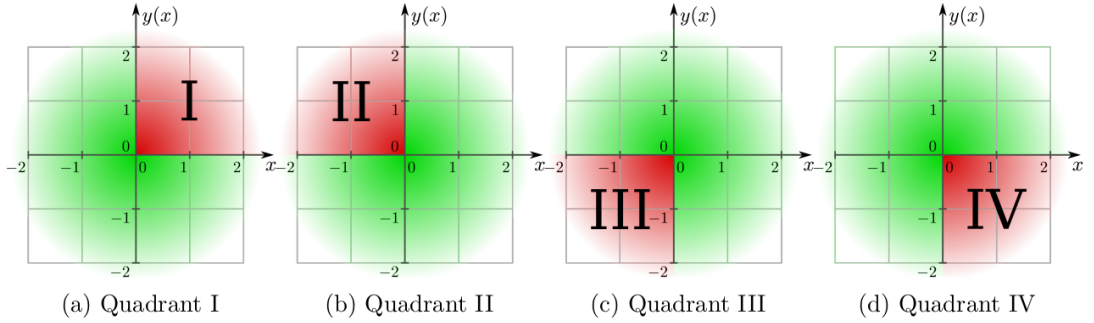 y(x) y(x) y(x) y(x)
2 2 2 2
I II III IV
1 1 1 1
0 0 0 0
−2 −1 0 1 2 x −2 −1 0 1 2 x −2 −1 0 1 2 x −2 −1 0 1 2 x
−1 −1 −1 −1
−2 −2 −2 −2
(a) Quadrant I (b) Quadrant II (c) Quadrant III (d) Quadrant IV